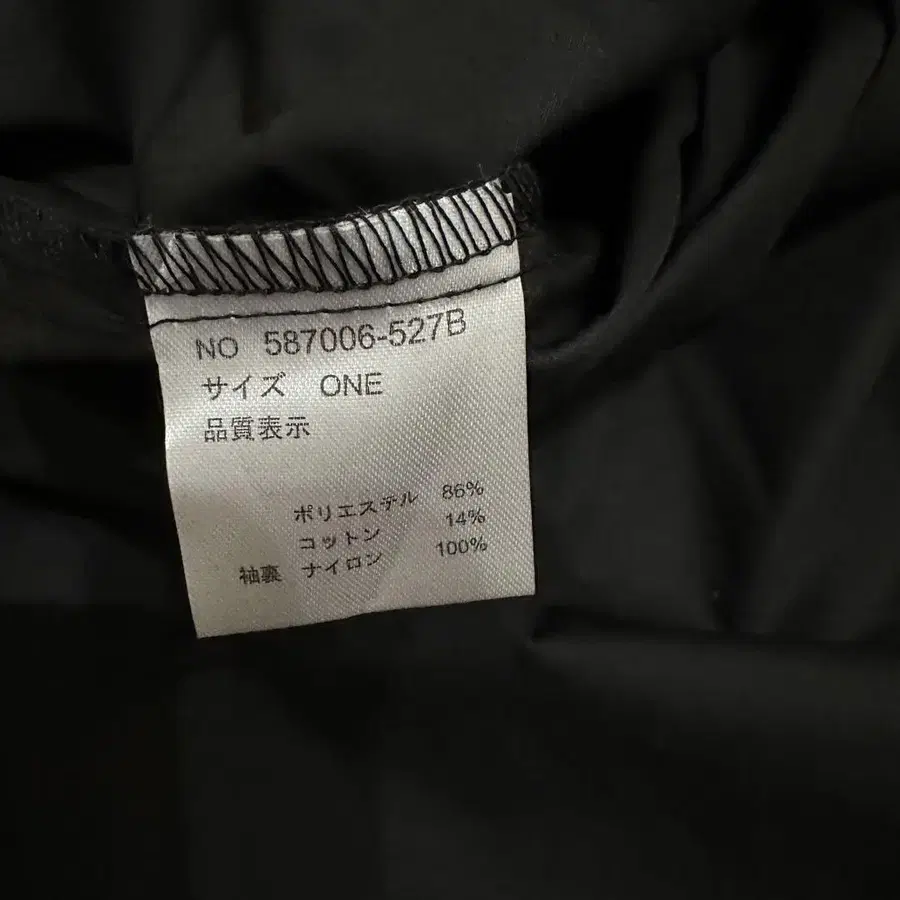 NO 587006-527B
サイズ ONE
品質表示
ポリエステル 86%
コットン 14%
袖裏 ナイロン 100%